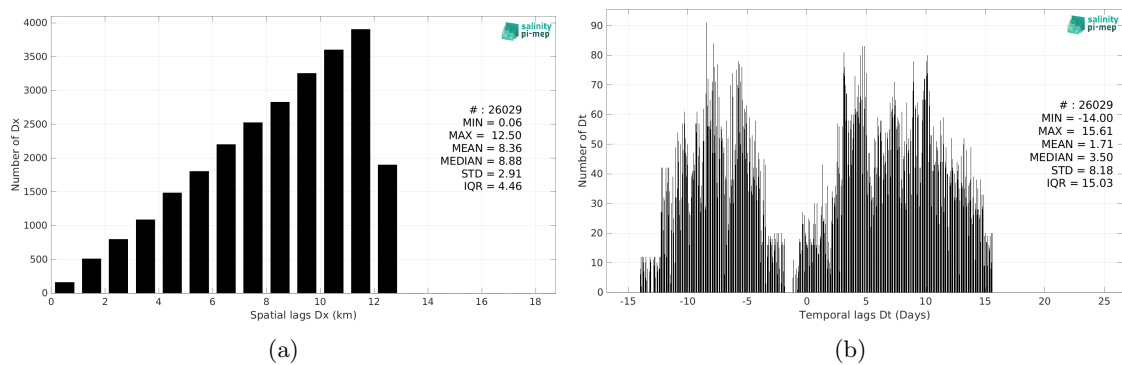 4000
3500
3000
2500
2000
1500
1000
500
0
Number of Dx
0 2 4 6 8 10 12 14 16 18
Spatial lags Dx (km)
salinity
pi-mep
# : 26029
MIN = 0.06
MAX = 12.50
MEAN = 8.36
MEDIAN = 8.88
STD = 2.91
IQR = 4.46
(a)
90
80
70
60
50
40
30
20
10
0
Number of Dt
-15 -10 -5 0 5 10 15 20 25
Temporal lags Dt (Days)
salinity
pi-mep
# : 26029
MIN = -14.00
MAX = 15.61
MEAN = 1.71
MEDIAN = 3.50
STD = 8.18
IQR = 15.03
(b)